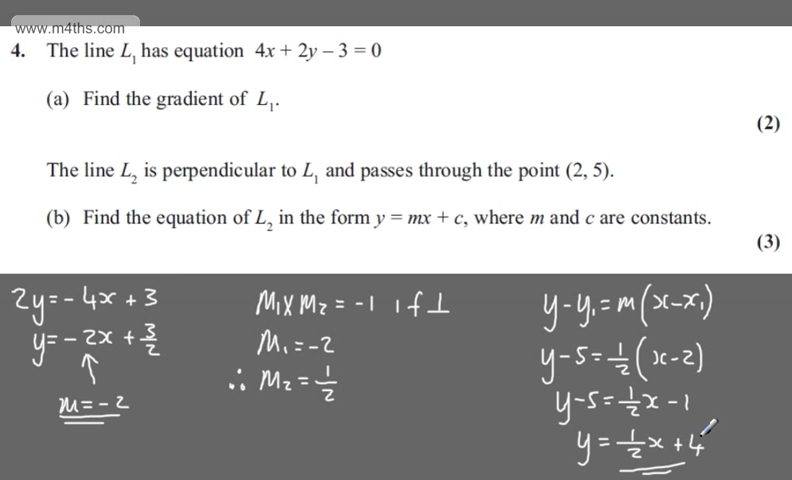 www.m4ths.com
4. The line L₁ has equation 4x + 2y – 3 = 0
(a) Find the gradient of L₁.
(2)
The line L₂ is perpendicular to L₁ and passes through the point (2, 5).
(b) Find the equation of L₂ in the form y = mx + c, where m and c are constants.
(3)
2y = - 4x + 3
y = - 2x + 3/2
m = - 2
M₁ x M₂ = -1 if ⊥
M₁ = -2
∴ M₂ = 1/2
y - y₁ = m(x - x₁)
y - 5 = 1/2 (x - 2)
y - 5 = 1/2 x - 1
y = 1/2 x + 4